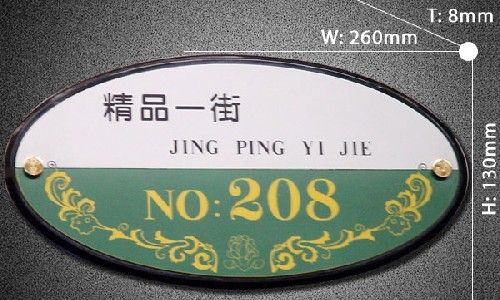 T: 8mm
W: 260mm
精品一街
JING PING YI JIE
NO: 208
H: 130mm